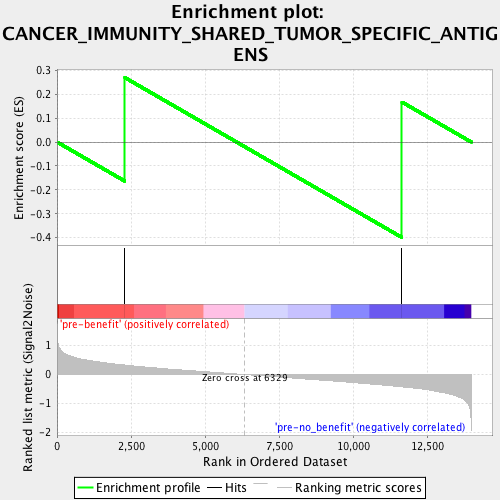 Enrichment plot:
CANCER_IMMUNITY_SHARED_TUMOR_SPECIFIC_ANTIG
ENS
Enrichment score (ES)
0.3
0.2
0.1
0.0
-0.1
-0.2
-0.3
-0.4
'pre-benefit' (positively correlated)
Ranked list metric (Signal2Noise)
1
0
-1
-2
Zero cross at 6329
'pre-no_benefit' (negatively correlated)
0 2,500 5,000 7,500 10,000 12,500
Rank in Ordered Dataset
Enrichment profile Hits Ranking metric scores